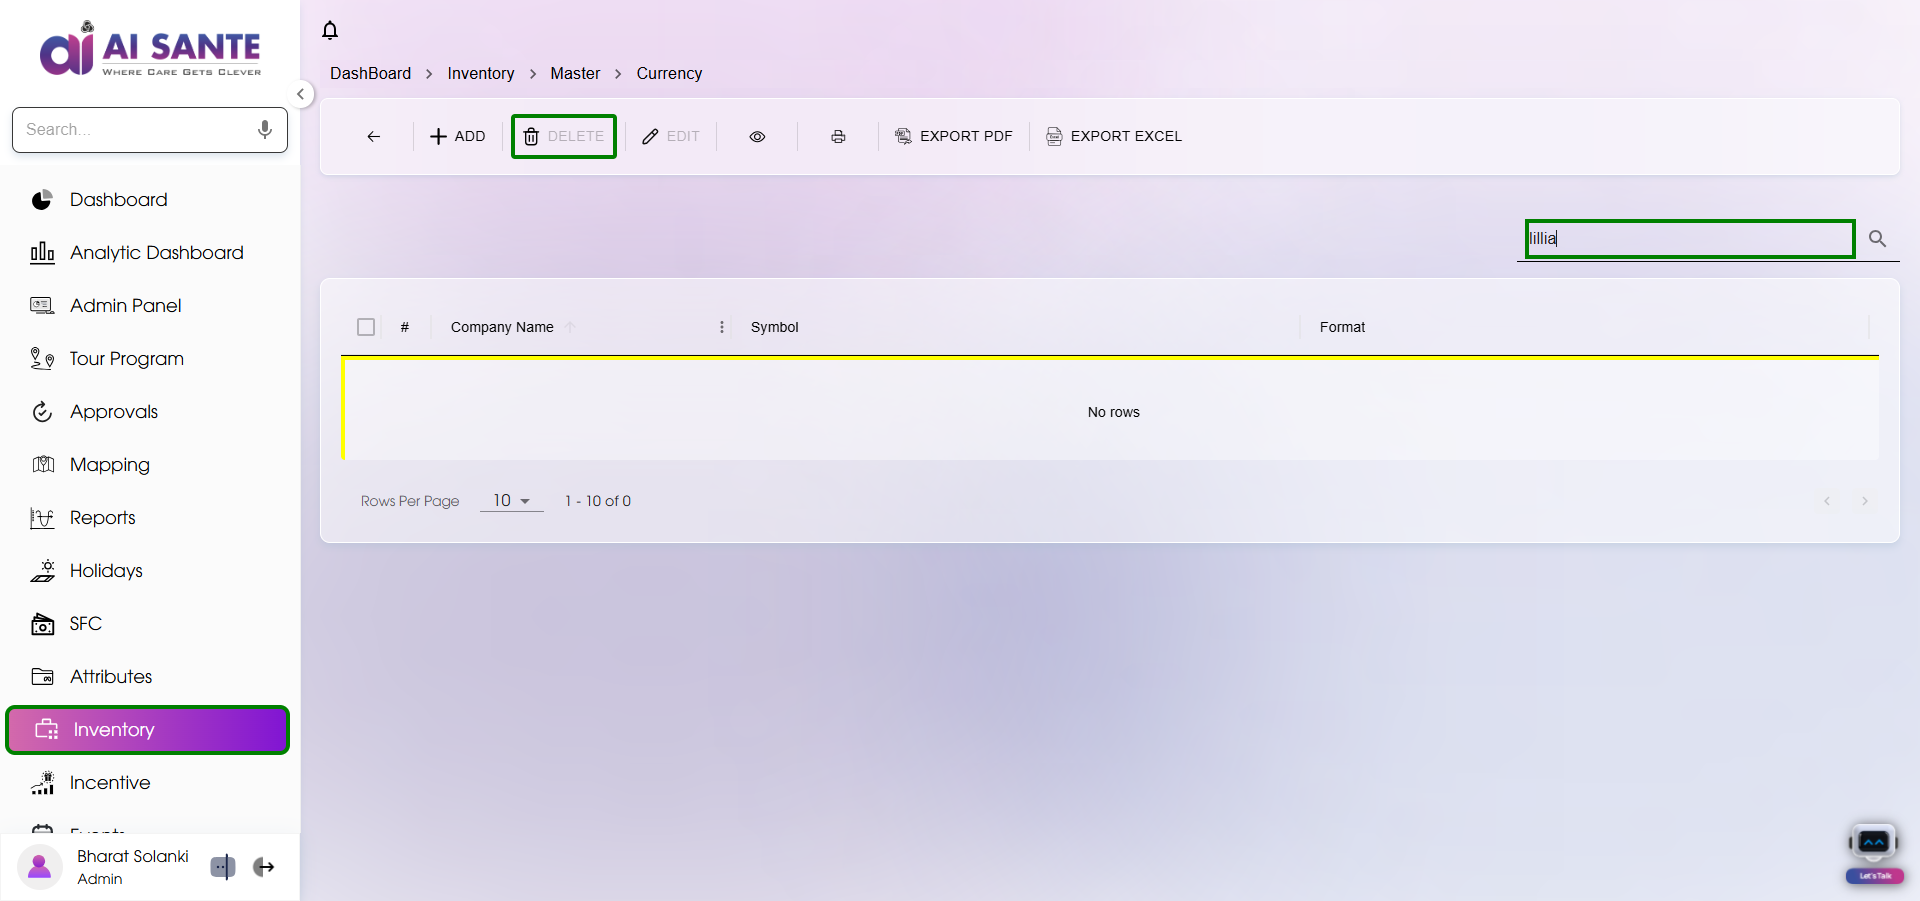 AI SANTE
WHERE CARE GETS CLEVER
Search...
Dashboard
Analytic Dashboard
Admin Panel
Tour Program
Approvals
Mapping
Reports
Holidays
SFC
Attributes
Inventory
Incentive
Events
Bharat Solanki
Admin
DashBoard > Inventory > Master > Currency
ADD DELETE EDIT EXPORT PDF EXPORT EXCEL
lillia
# Company Name Symbol Format
No rows
Rows Per Page 10 1 - 10 of 0
Let'sTalk